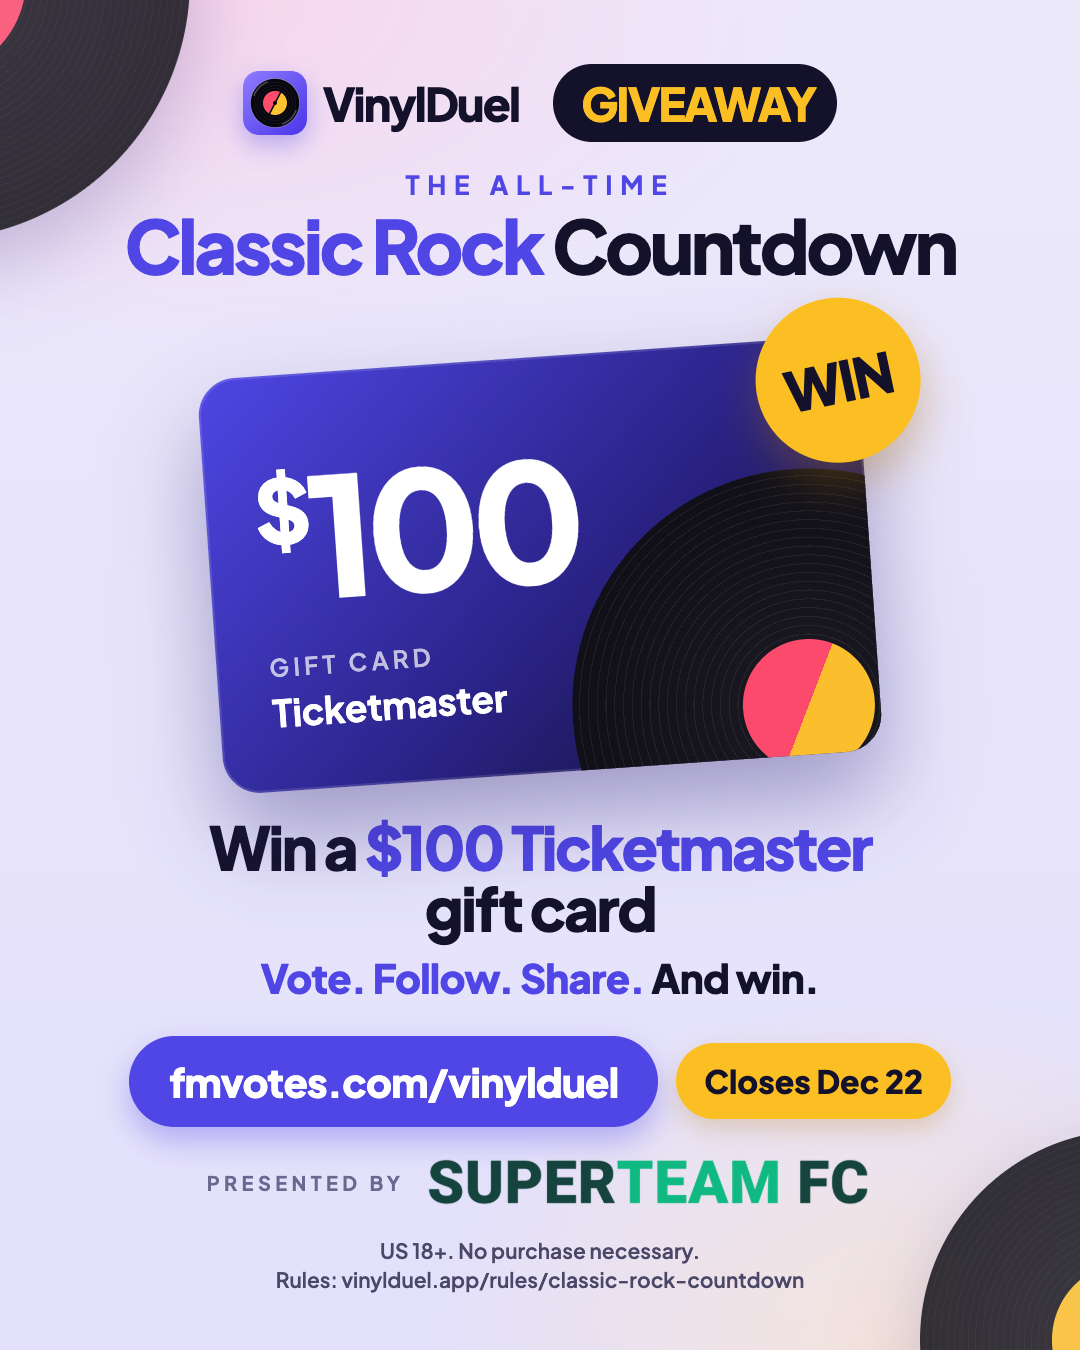 VinylDuel GIVEAWAY
THE ALL-TIME
Classic Rock Countdown
WIN
$100
GIFT CARD
Ticketmaster
Win a $100 Ticketmaster
gift card
Vote. Follow. Share. And win.
fmvotes.com/vinylduel
Closes Dec 22
PRESENTED BY SUPERTEAM FC
US 18+. No purchase necessary.
Rules: vinylduel.app/rules/classic-rock-countdown